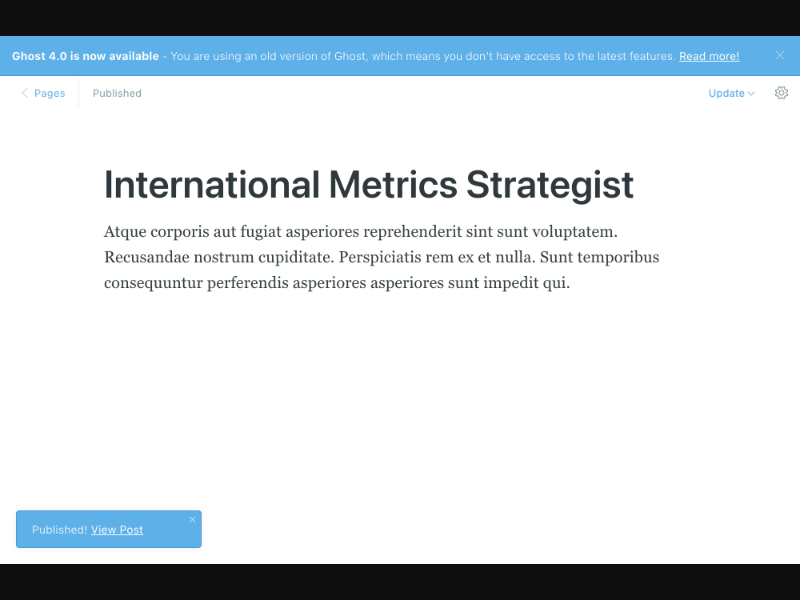 Ghost 4.0 is now available - You are using an old version of Ghost, which means you don't have access to the latest features. Read more!
Pages Published Update
International Metrics Strategist
Atque corporis aut fugiat asperiores reprehenderit sint sunt voluptatem.
Recusandae nostrum cupiditate. Perspiciatis rem ex et nulla. Sunt temporibus
consequuntur perferendis asperiores asperiores sunt impedit qui.
Published! View Post